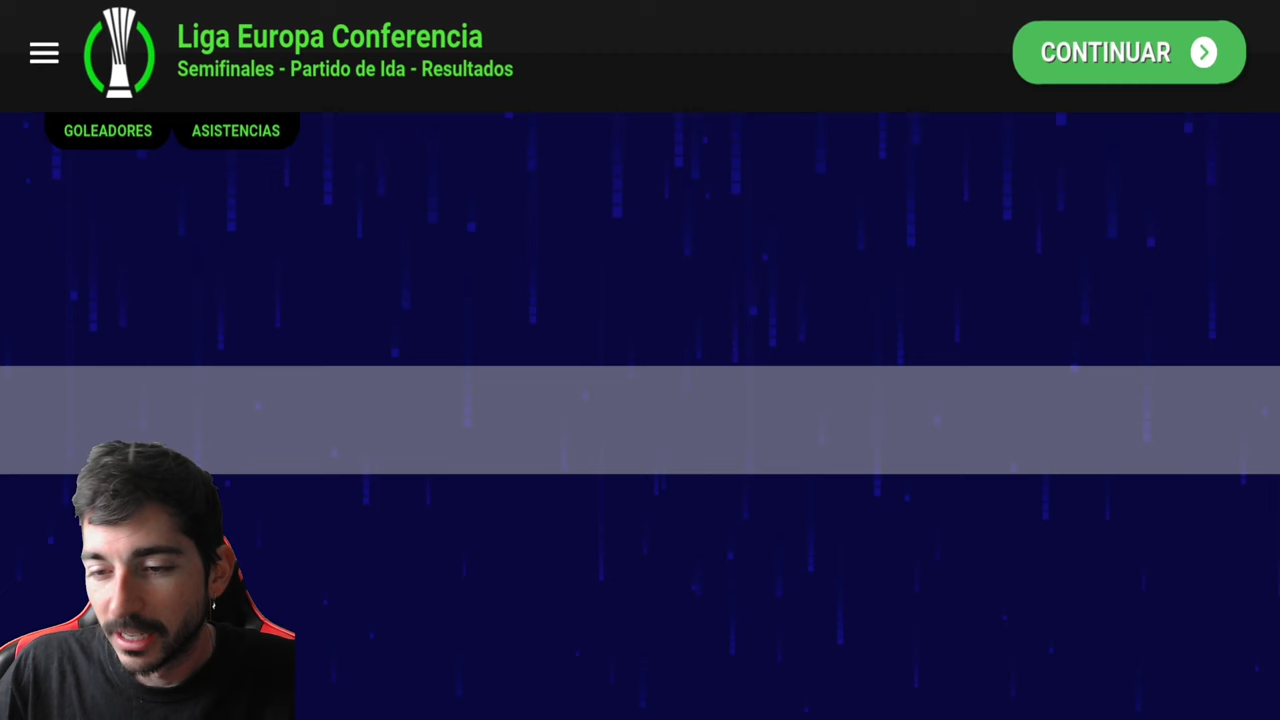 Liga Europa Conferencia
Semifinales - Partido de Ida - Resultados
CONTINUAR
GOLEADORES
ASISTENCIAS